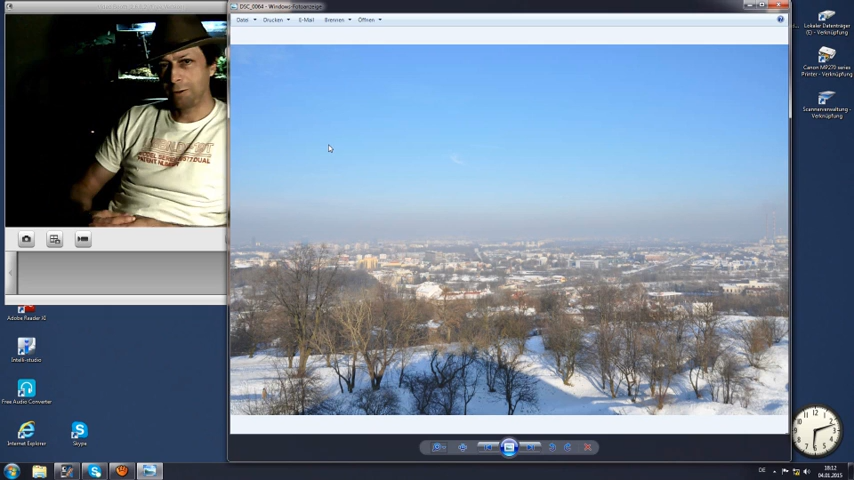 DSC_0064 - Windows-Fotoanzeige
Datei
Drucken
E-Mail
Brennen
Öffnen
Lokaler Datenträger
(E) - Verknüpfung
Canon MP270 series
Printer - Verknüpfung
Scannerverwaltung -
Verknüpfung
Adobe Reader XI
Intelli-studio
Free Audio Converter
Internet Explorer
Skype
DE
18:12
04.01.2015